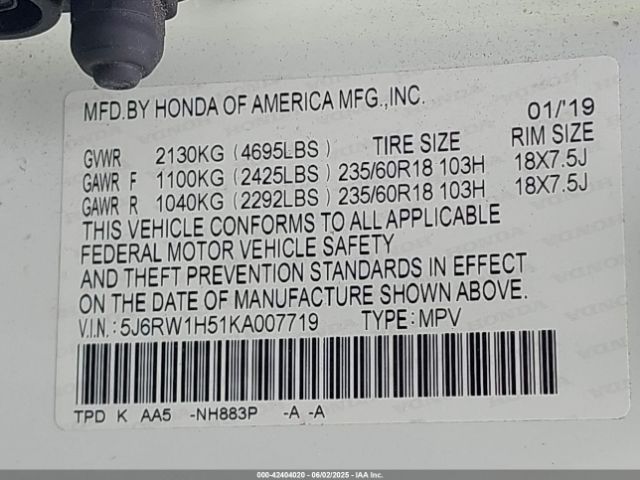 MFD.BY HONDA OF AMERICA MFG.,INC. 01/'19
GVWR 2130KG (4695LBS) TIRE SIZE RIM SIZE
GAWR F 1100KG (2425LBS) 235/60R18 103H 18X7.5J
GAWR R 1040KG (2292LBS) 235/60R18 103H 18X7.5J
THIS VEHICLE CONFORMS TO ALL APPLICABLE
FEDERAL MOTOR VEHICLE SAFETY
AND THEFT PREVENTION STANDARDS IN EFFECT
ON THE DATE OF MANUFACTURE SHOWN ABOVE.
V.I.N.: 5J6RW1H51KA007719 TYPE:MPV
TPD K AA5 -NH883P -A -A
000-42404020 - 06/02/2025 - IAAI.COM